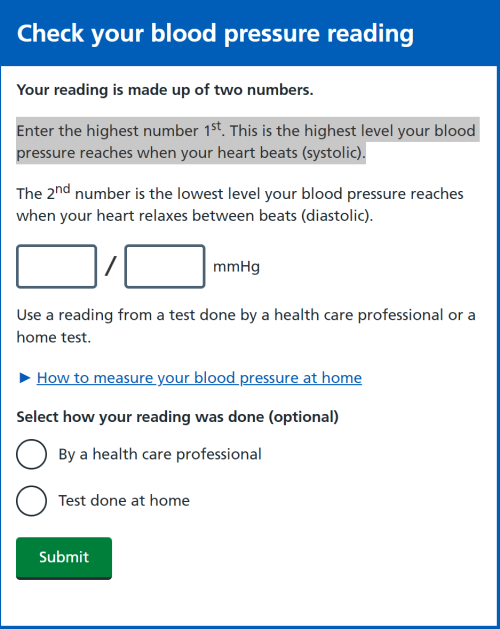 Check your blood pressure reading
Your reading is made up of two numbers.
Enter the highest number 1st. This is the highest level your blood
pressure reaches when your heart beats (systolic).
The 2nd number is the lowest level your blood pressure reaches
when your heart relaxes between beats (diastolic).
/ mmHg
Use a reading from a test done by a health care professional or a
home test.
► How to measure your blood pressure at home
Select how your reading was done (optional)
By a health care professional
Test done at home
Submit